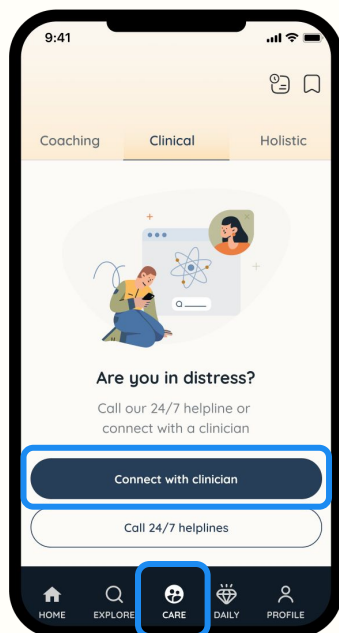 9:41
Coaching Clinical Holistic
Are you in distress?
Call our 24/7 helpline or
connect with a clinician
Connect with clinician
Call 24/7 helplines
HOME EXPLORE CARE DAILY PROFILE